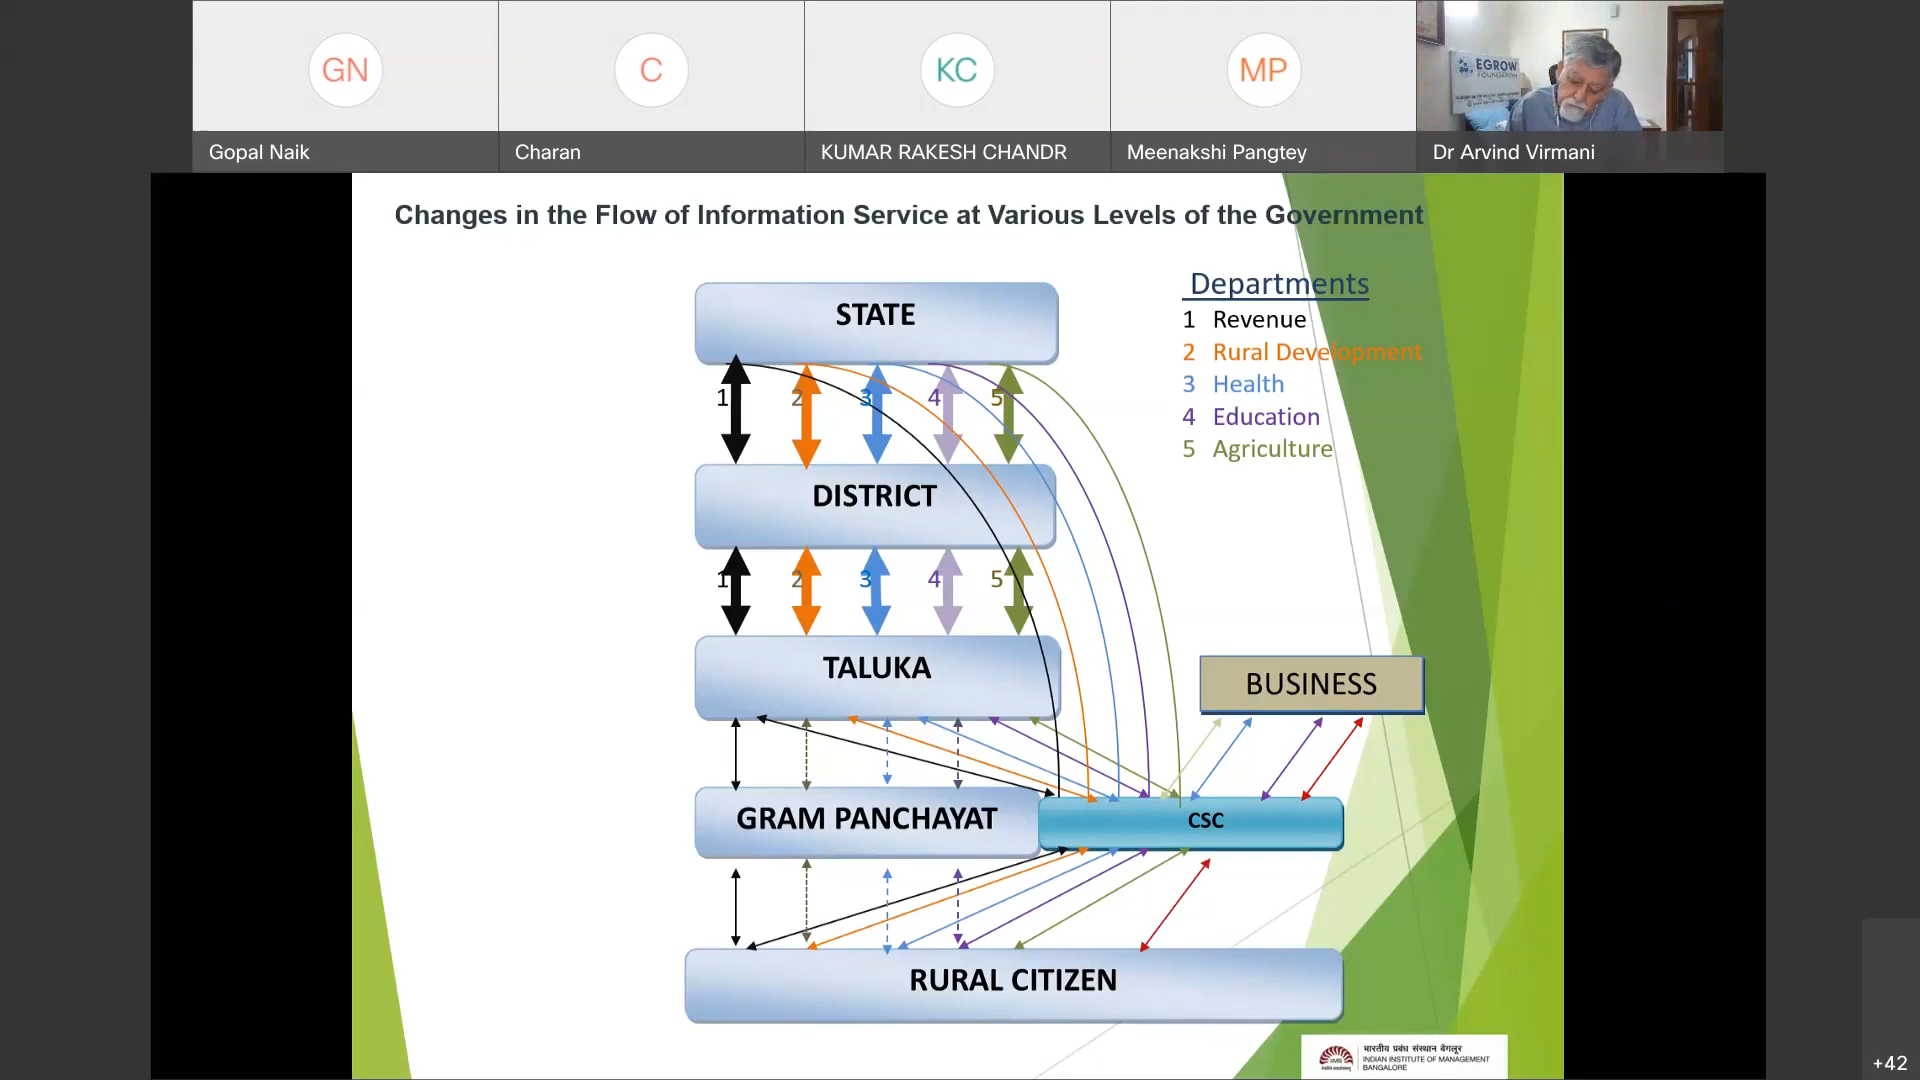 GN
C
KC
MP
EGROW
FOUNDATION
Gopal Naik
Charan
KUMAR RAKESH CHANDR
Meenakshi Pangtey
Dr Arvind Virmani
Changes in the Flow of Information Service at Various Levels of the Government
Departments
1 Revenue
2 Rural Development
3 Health
4 Education
5 Agriculture
STATE
1 2 3 4 5
DISTRICT
1 2 3 4 5
TALUKA
BUSINESS
GRAM PANCHAYAT
CSC
RURAL CITIZEN
भारतीय प्रबंध संस्थान बेंगलूर
INDIAN INSTITUTE OF MANAGEMENT
BANGALORE
+42